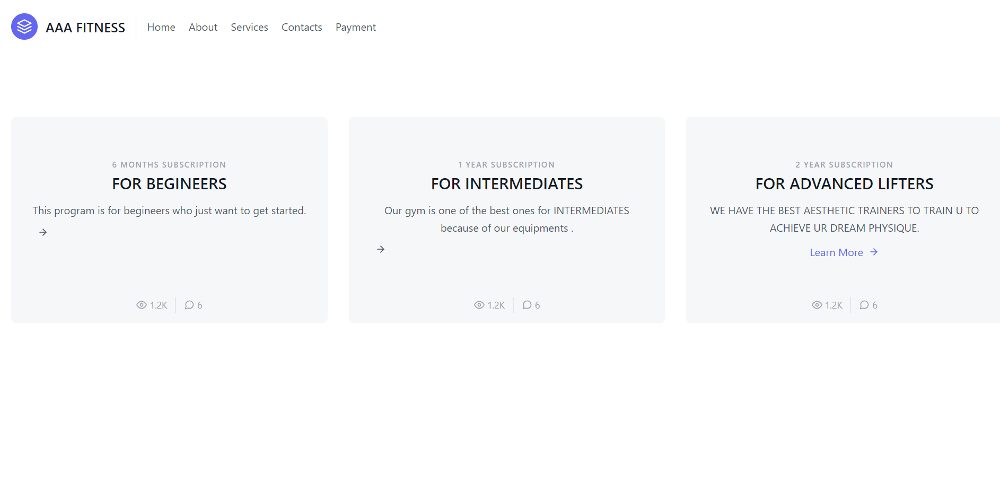 AAA FITNESS
Home About Services Contacts Payment
6 MONTHS SUBSCRIPTION
FOR BEGINEERS
This program is for begineers who just want to get started.
1.2K 6
1 YEAR SUBSCRIPTION
FOR INTERMEDIATES
Our gym is one of the best ones for INTERMEDIATES
because of our equipments .
1.2K 6
2 YEAR SUBSCRIPTION
FOR ADVANCED LIFTERS
WE HAVE THE BEST AESTHETIC TRAINERS TO TRAIN U TO
ACHIEVE UR DREAM PHYSIQUE.
Learn More
1.2K 6